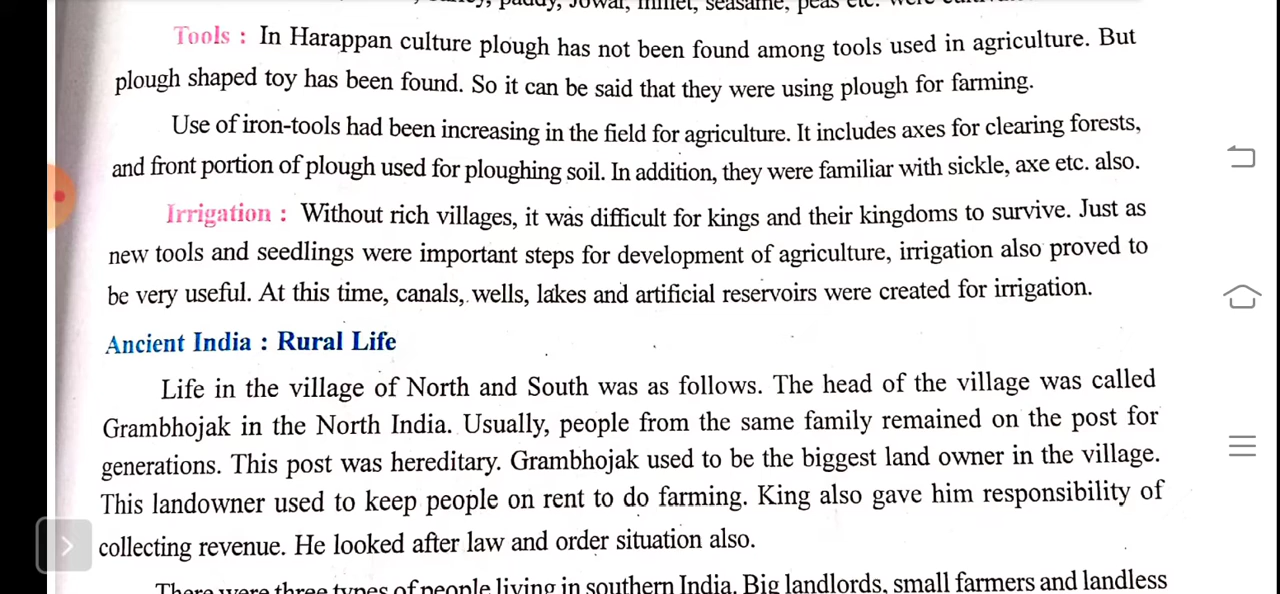 paddy, Jowar, millet, seasame, peas etc. were
Tools : In Harappan culture plough has not been found among tools used in agriculture. But
plough shaped toy has been found. So it can be said that they were using plough for farming.
Use of iron-tools had been increasing in the field for agriculture. It includes axes for clearing forests,
and front portion of plough used for ploughing soil. In addition, they were familiar with sickle, axe etc. also.
Irrigation : Without rich villages, it was difficult for kings and their kingdoms to survive. Just as
new tools and seedlings were important steps for development of agriculture, irrigation also proved to
be very useful. At this time, canals, wells, lakes and artificial reservoirs were created for irrigation.
Ancient India : Rural Life
Life in the village of North and South was as follows. The head of the village was called
Grambhojak in the North India. Usually, people from the same family remained on the post for
generations. This post was hereditary. Grambhojak used to be the biggest land owner in the village.
This landowner used to keep people on rent to do farming. King also gave him responsibility of
collecting revenue. He looked after law and order situation also.
There were three types of people living in southern India. Big landlords, small farmers and landless